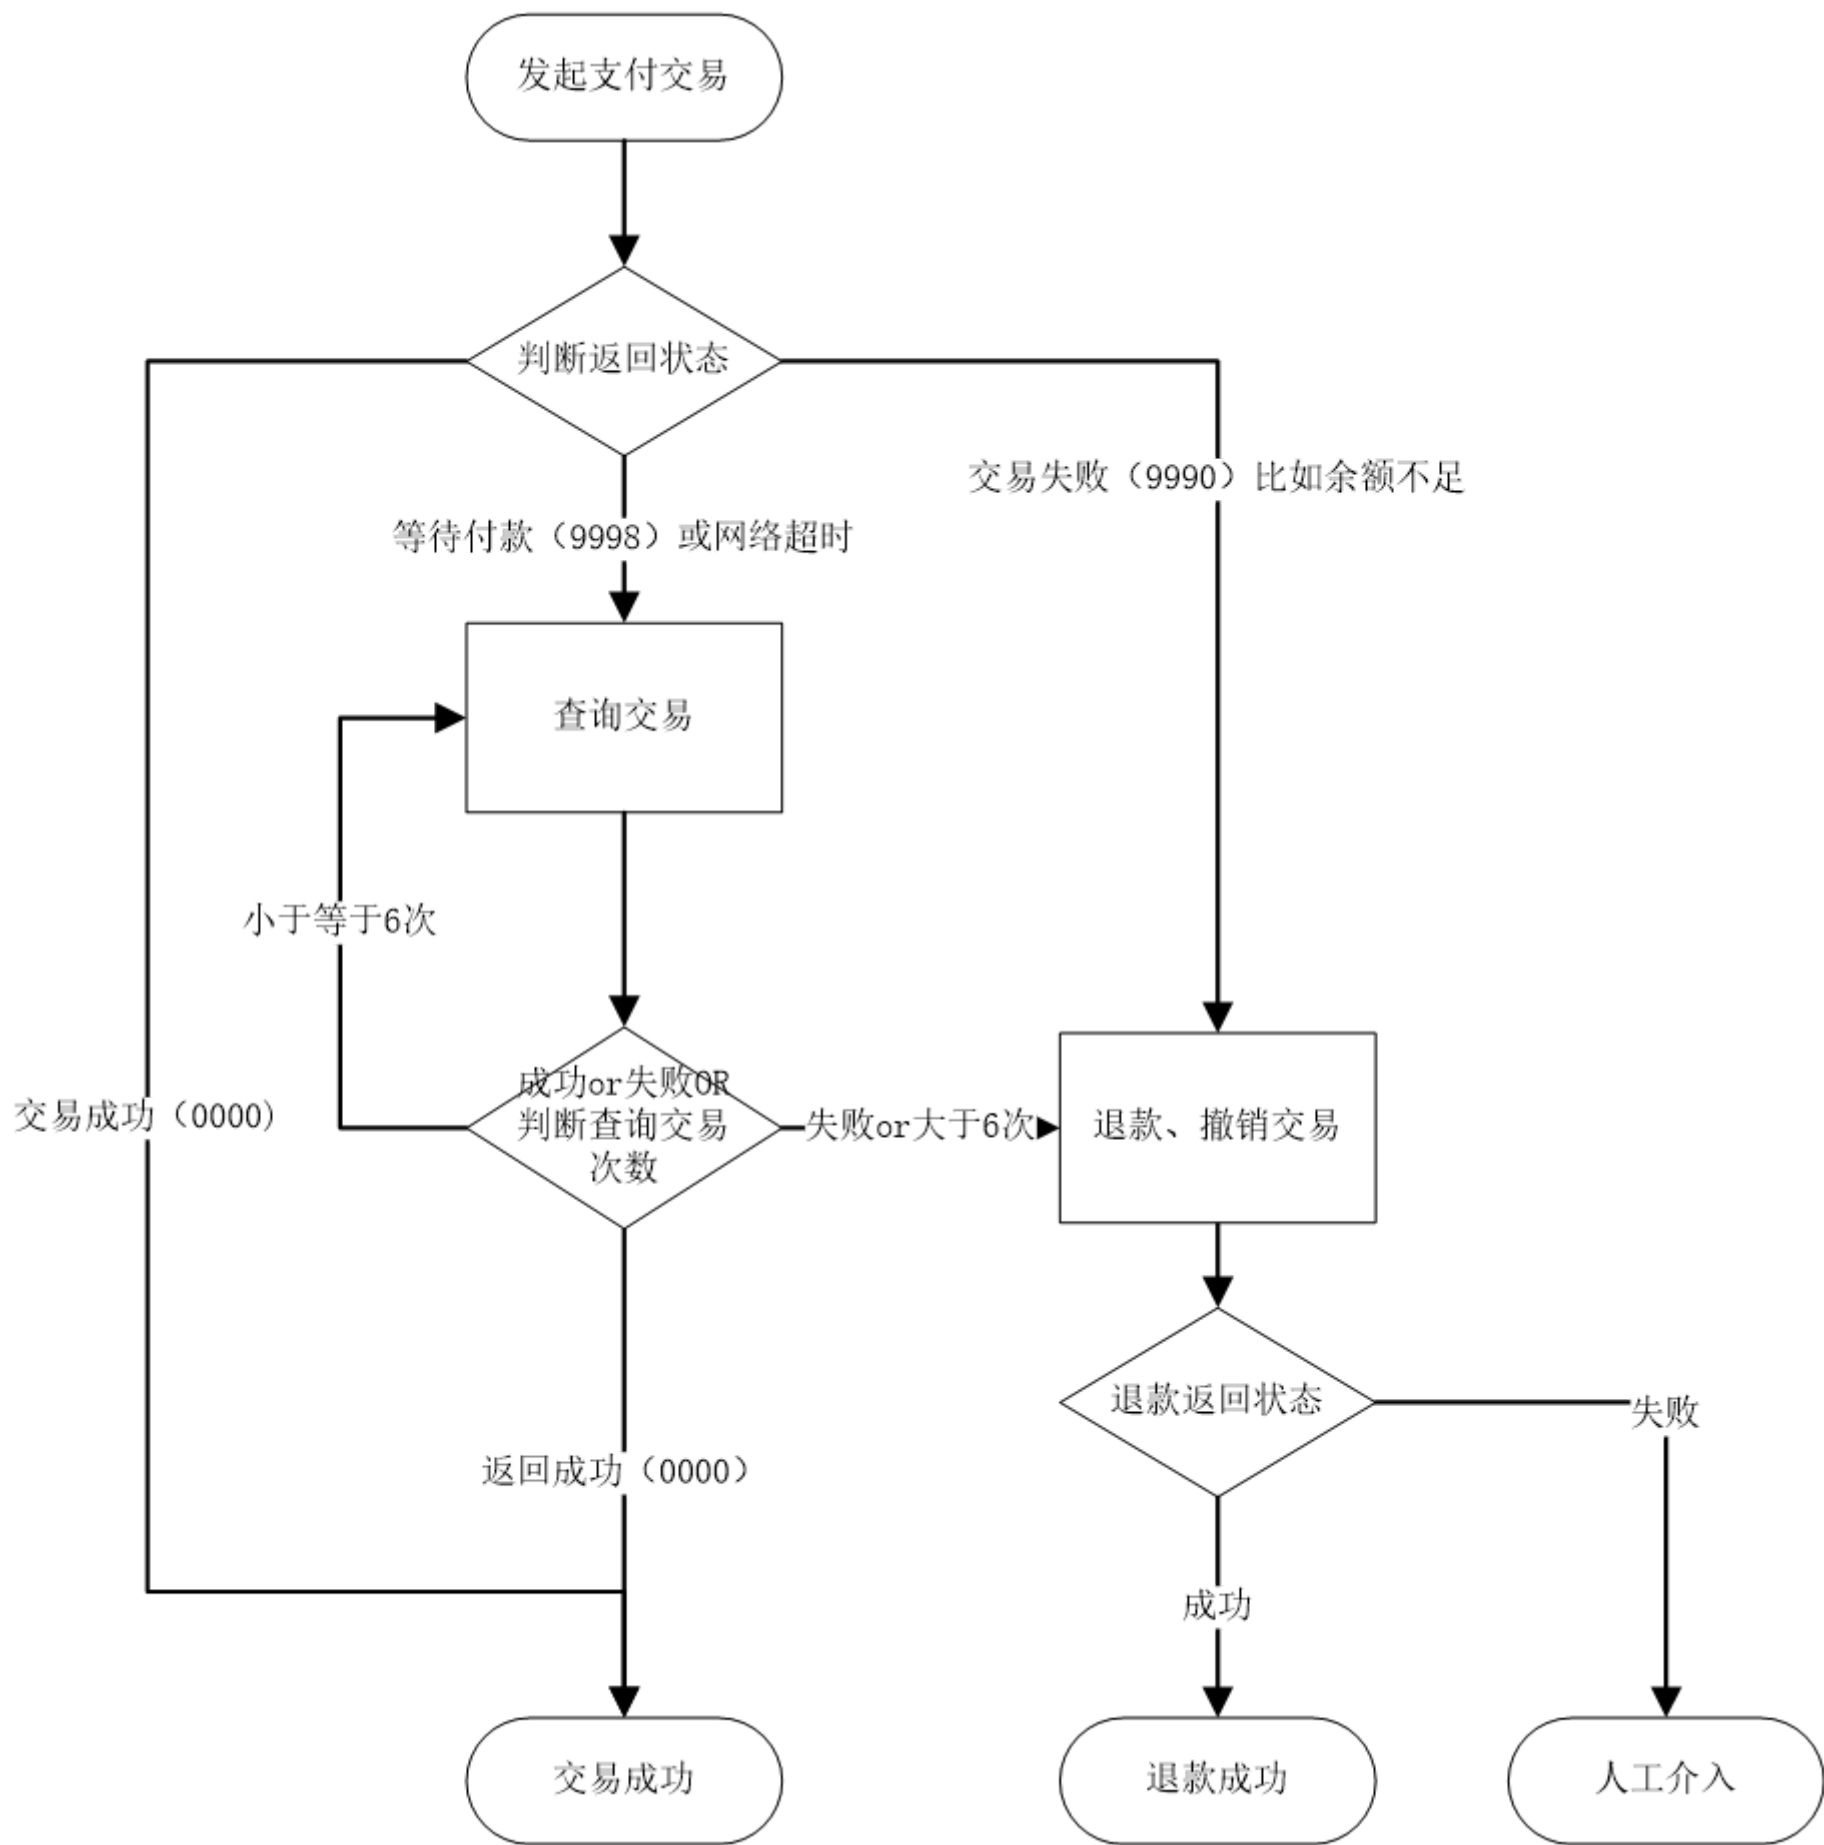 发起支付交易
判断返回状态
交易失败（9990）比如余额不足
等待付款（9998）或网络超时
查询交易
小于等于6次
交易成功（0000）
成功or失败OR
判断查询交易
次数
失败or大于6次
退款、撤销交易
退款返回状态
失败
返回成功（0000）
成功
交易成功
退款成功
人工介入